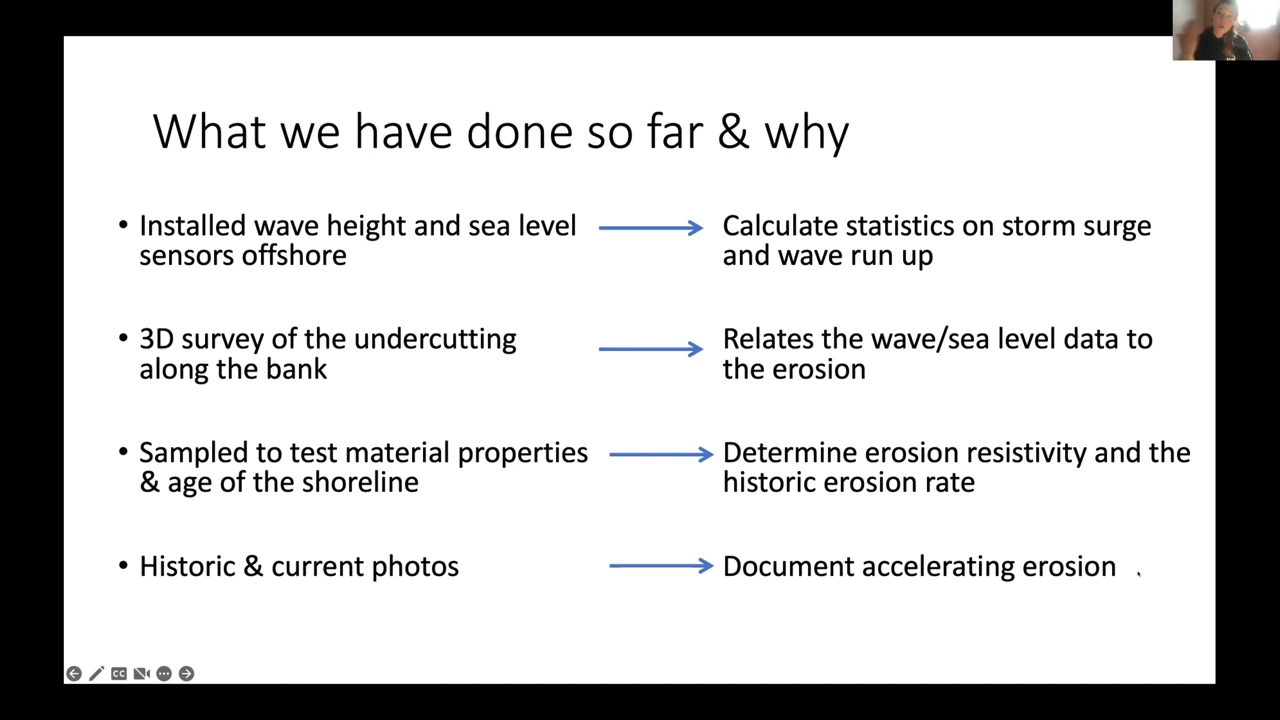 What we have done so far & why
• Installed wave height and sea level
sensors offshore
Calculate statistics on storm surge
and wave run up
• 3D survey of the undercutting
along the bank
Relates the wave/sea level data to
the erosion
• Sampled to test material properties
& age of the shoreline
Determine erosion resistivity and the
historic erosion rate
• Historic & current photos
Document accelerating erosion
CC